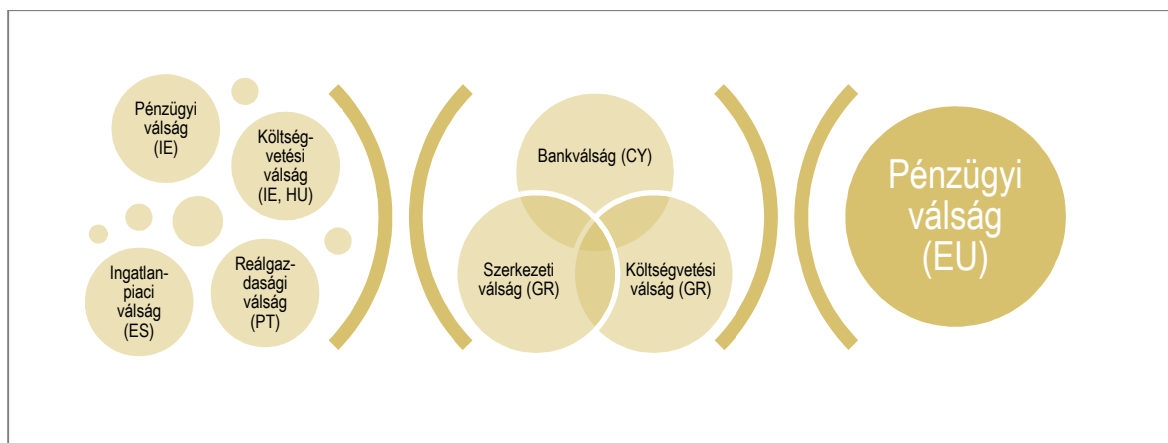 Pénzügyi
válság
(IE)
Költség-
vetési
válság
(IE, HU)
Ingatlan-
piaci
válság
(ES)
Reálgaz-
dasági
válság
(PT)
Bankválság (CY)
Szerkezeti
válság (GR)
Költségvetési
válság (GR)
Pénzügyi
válság
(EU)